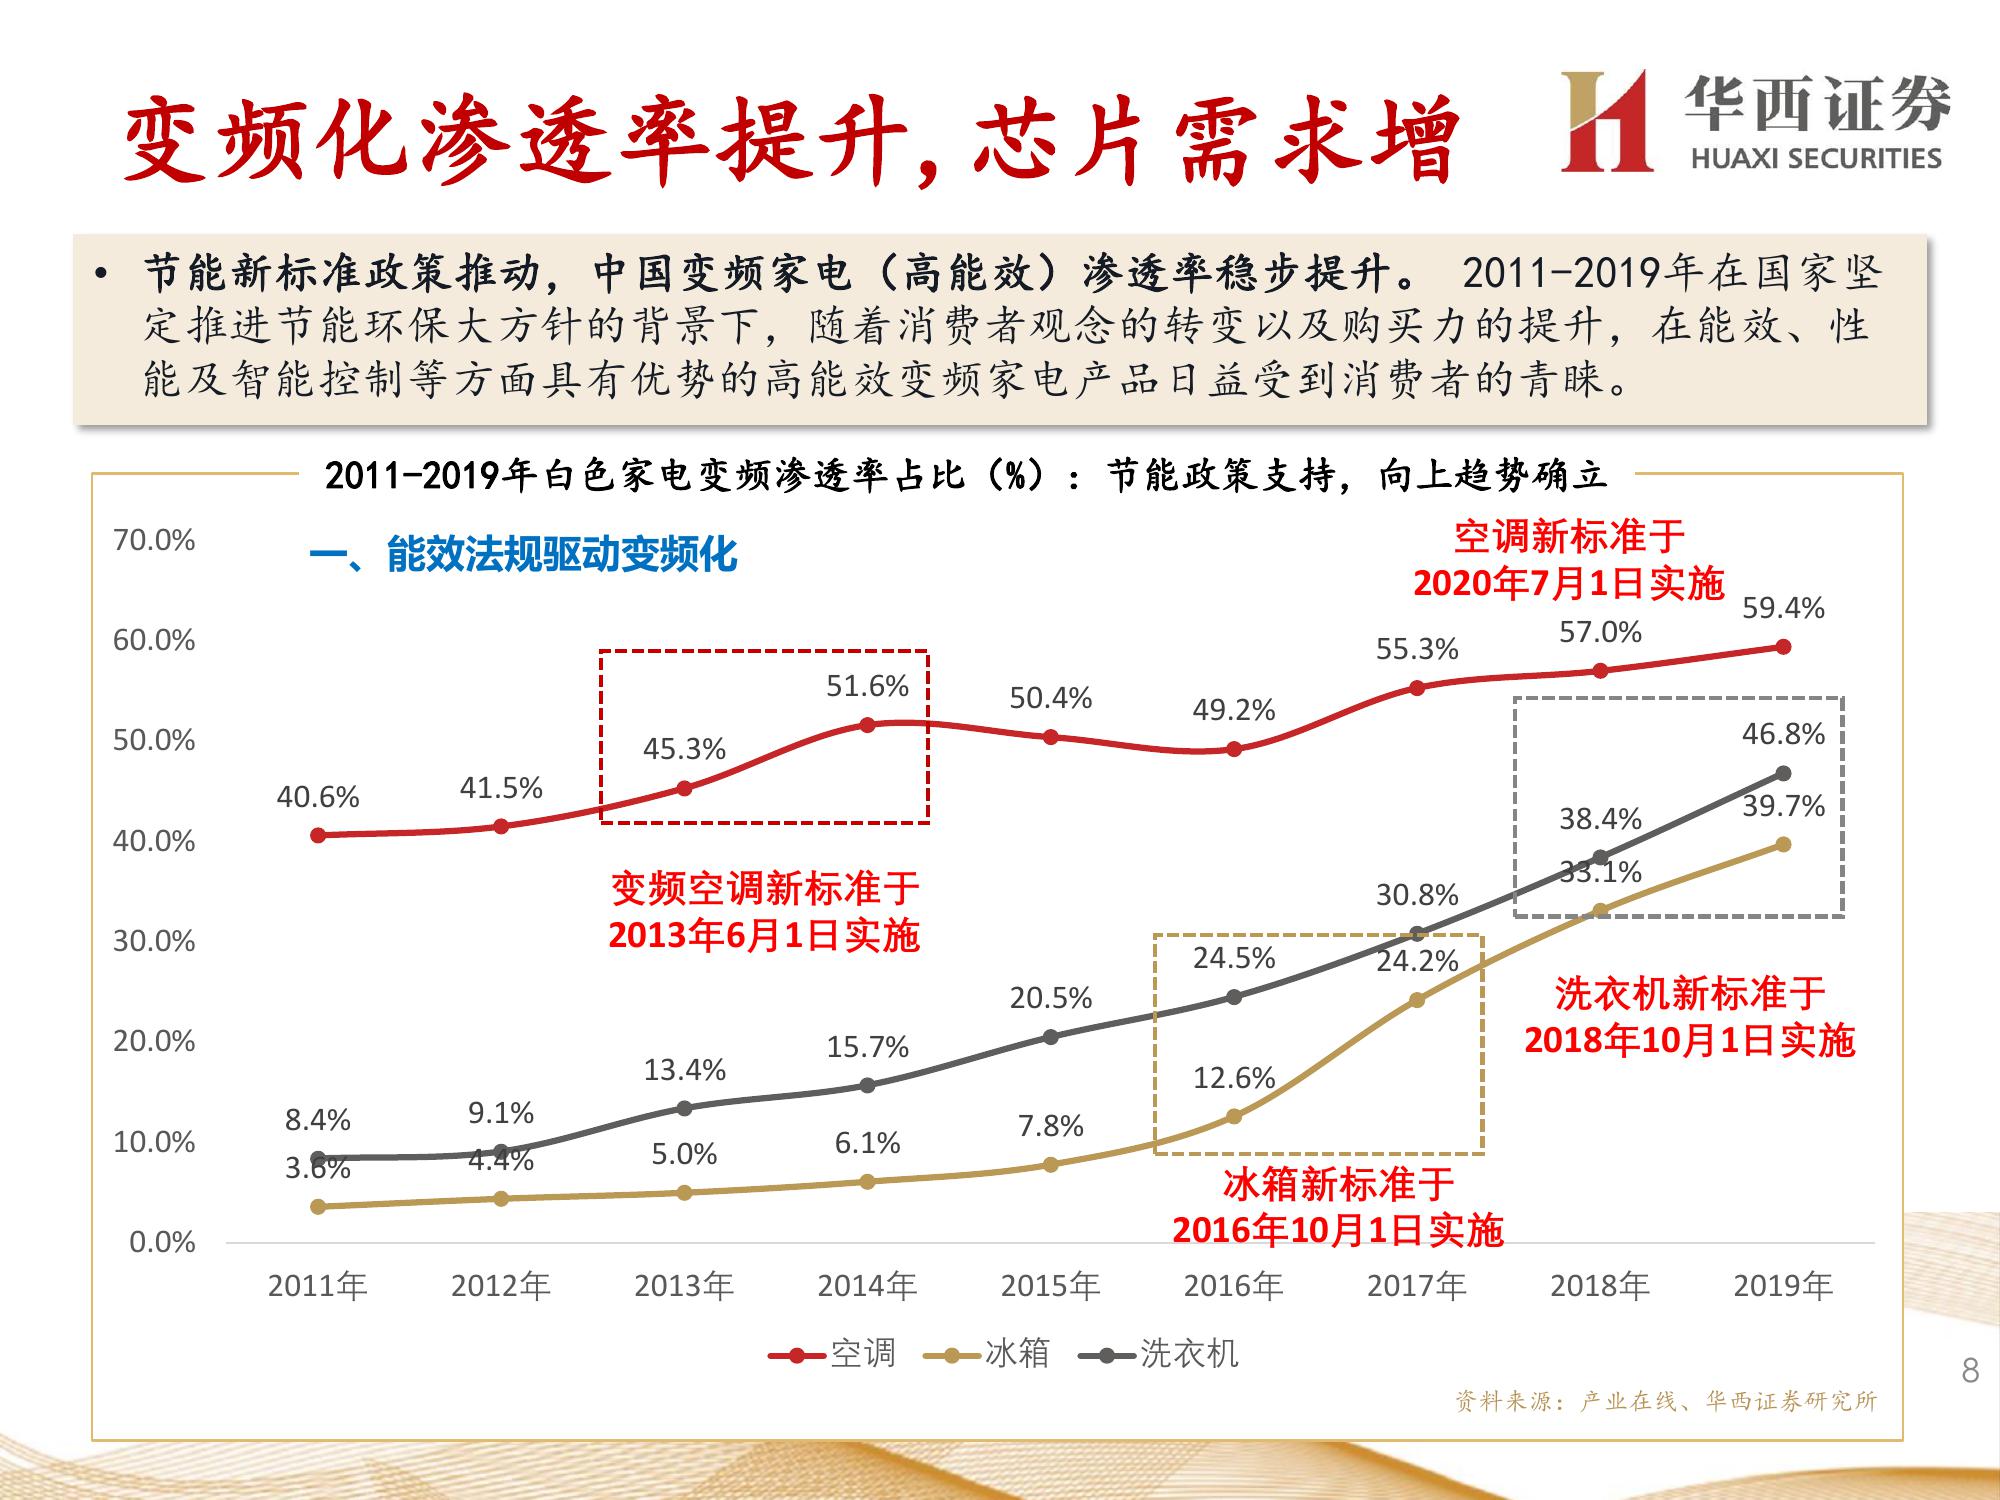 变频化渗透率提升,芯片需求增
华西证券
HUAXI SECURITIES
• 节能新标准政策推动，中国变频家电（高能效）渗透率稳步提升。 2011-2019年在国家坚
定推进节能环保大方针的背景下，随着消费者观念的转变以及购买力的提升，在能效、性
能及智能控制等方面具有优势的高能效变频家电产品日益受到消费者的青睐。
2011-2019年白色家电变频渗透率占比（%）：节能政策支持，向上趋势确立
一、能效法规驱动变频化
空调新标准于
2020年7月1日实施
70.0%
60.0%
50.0%
40.0%
30.0%
20.0%
10.0%
0.0%
40.6%
41.5%
45.3%
51.6%
50.4%
49.2%
55.3%
57.0%
59.4%
变频空调新标准于
2013年6月1日实施
8.4%
9.1%
13.4%
15.7%
20.5%
24.5%
30.8%
38.4%
46.8%
3.6%
4.4%
5.0%
6.1%
7.8%
12.6%
24.2%
33.1%
39.7%
洗衣机新标准于
2018年10月1日实施
冰箱新标准于
2016年10月1日实施
2011年
2012年
2013年
2014年
2015年
2016年
2017年
2018年
2019年
空调
冰箱
洗衣机
资料来源：产业在线、华西证券研究所
8